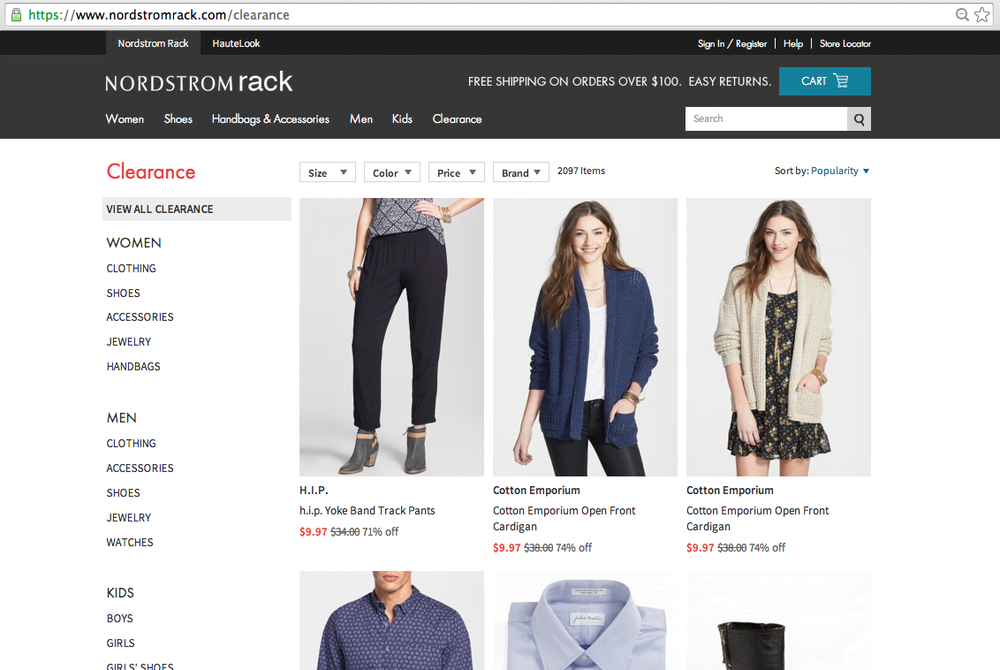 https://www.nordstromrack.com/clearance
Nordstrom Rack
HauteLook
Sign In / Register | Help | Store Locator
NORDSTROM rack
FREE SHIPPING ON ORDERS OVER $100. EASY RETURNS.
CART
Women
Shoes
Handbags & Accessories
Men
Kids
Clearance
Search
Clearance
Size
Color
Price
Brand
2097 Items
Sort by: Popularity
VIEW ALL CLEARANCE
WOMEN
CLOTHING
SHOES
ACCESSORIES
JEWELRY
HANDBAGS
MEN
CLOTHING
ACCESSORIES
SHOES
JEWELRY
WATCHES
KIDS
BOYS
GIRLS
GIRLS' SHOES
H.I.P.
h.i.p. Yoke Band Track Pants
$9.97 $34.00 71% off
Cotton Emporium
Cotton Emporium Open Front
Cardigan
$9.97 $38.00 74% off
Cotton Emporium
Cotton Emporium Open Front
Cardigan
$9.97 $38.00 74% off